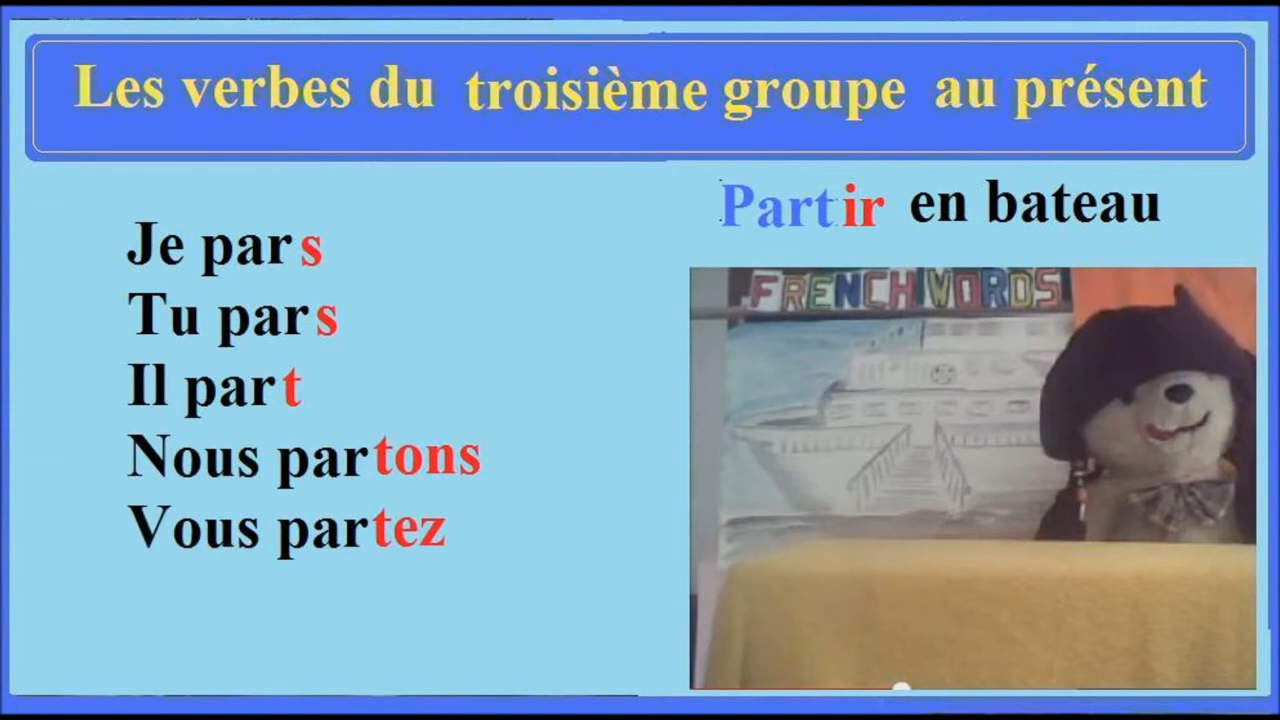 Les verbes du troisième groupe au présent
Partir en bateau
Je pars
Tu pars
Il part
Nous partons
Vous partez
FRENCH WORDS